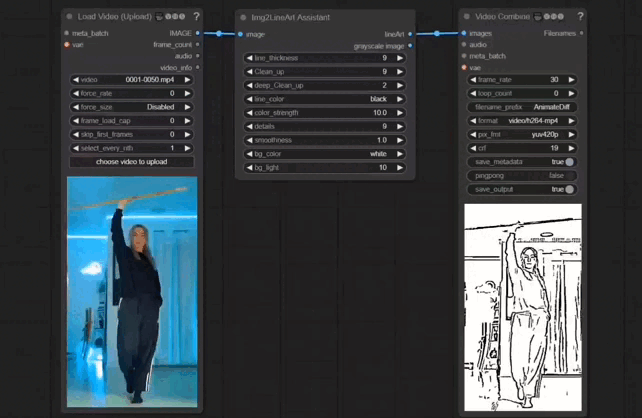 Load Video (Upload)
?
meta_batch
IMAGE
vae
frame_count
audio
video_info
video 0001-0050.mp4
force_rate 0
force_size Disabled
frame_load_cap 0
skip_first_frames 0
select_every_nth 1
choose video to upload
Img2LineArt Assistant
image
lineArt
grayscale image
line_thickness 9
Clean_up 9
deep_Clean_up 2
line_color black
color_strength 10.0
details 9
smoothness 1.0
bg_color white
bg_light 10
Video Combine
?
images
Filenames
audio
meta_batch
vae
frame_rate 30
loop_count 0
filename_prefix AnimateDiff
format video/h264-mp4
pix_fmt yuv420p
crf 19
save_metadata true
pingpong false
save_output true